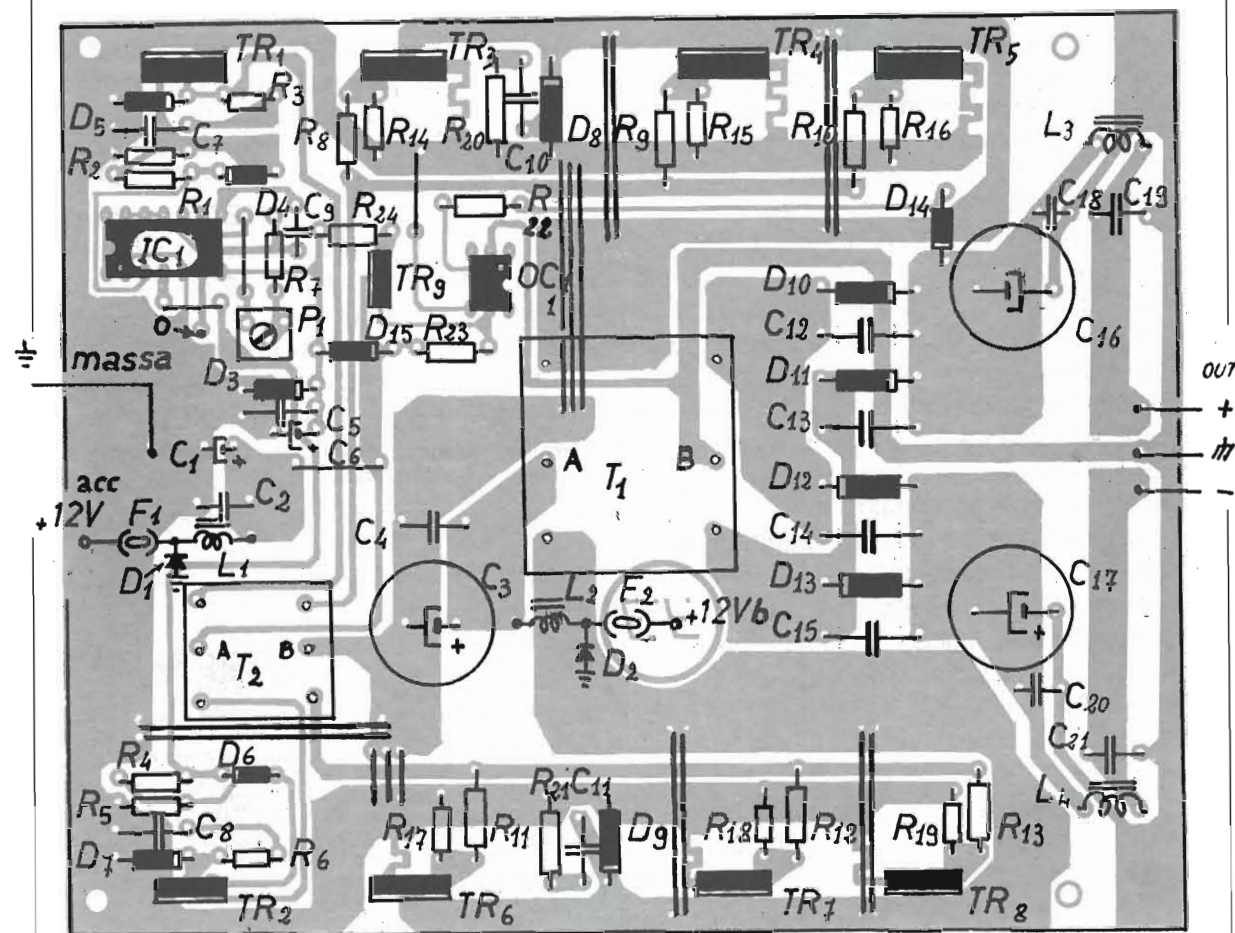 TR1
TR3
TR4
TR5
D5
R3
C7
R2
R1
R8
R14
R20
C10
D8
R9
R15
R10
R16
L3
D4
C9
R24
R
22
D14
C18
C19
IC1
R7
TR9
OC
1
D10
P1
D15
R23
C12
C16
massa
D3
D11
OUT
+
C5
C13
C6
C1
A
T1
B
D12
acc
C2
-
+12V
F1
C4
C14
D1
L1
C3
L2
F2
D13
C17
+12Vb
C15
A
B
T2
+
D2
+
C20
R4
D6
C21
R5
C8
R17
R11
R21
C11
D9
R18
R12
R19
R13
L4
D7
R6
TR2
TR6
TR7
TR8